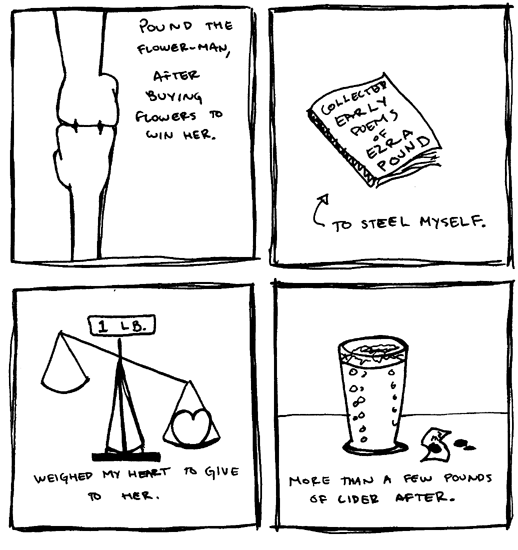 POUND THE
FLOWER-MAN,
AFTER
BUYING
FLOWERS TO
WIN HER.
COLLECTED
EARLY
POEMS
OF
EZRA
POUND
TO STEEL MYSELF.
1 LB.
WEIGHED MY HEART TO GIVE
TO HER.
MORE THAN A FEW POUNDS
OF CIDER AFTER.